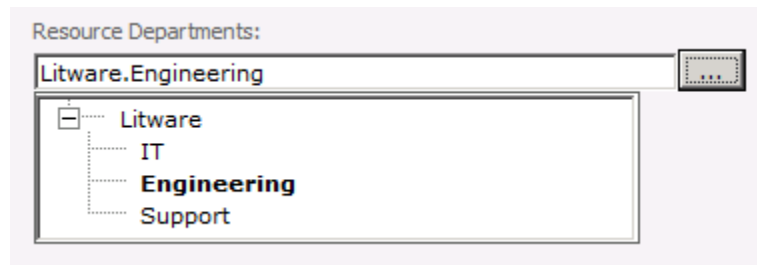 Resource Departments:
Litware.Engineering
...
Litware
IT
Engineering
Support